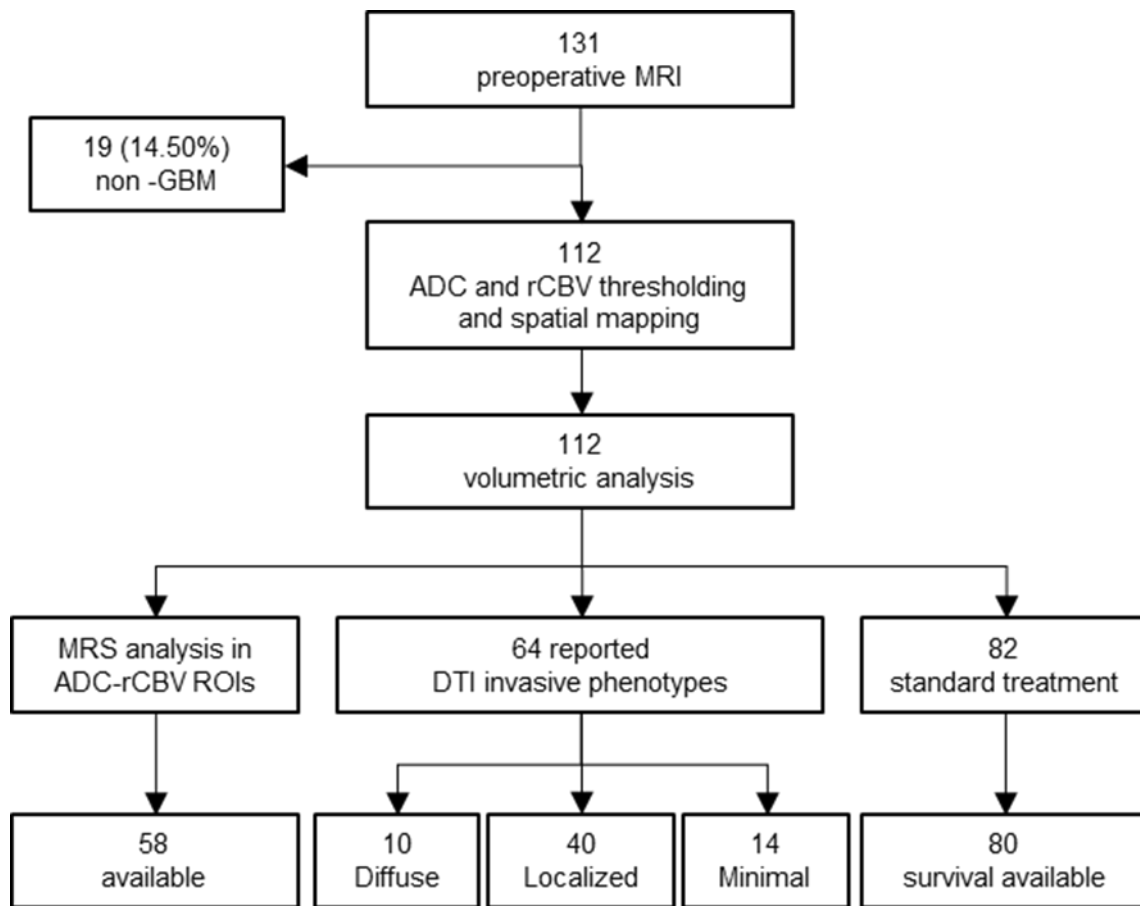 131
preoperative MRI
19 (14.50%)
non -GBM
112
ADC and rCBV thresholding
and spatial mapping
112
volumetric analysis
MRS analysis in
ADC-rCBV ROIs
64 reported
DTI invasive phenotypes
82
standard treatment
58
available
10
Diffuse
40
Localized
14
Minimal
80
survival available